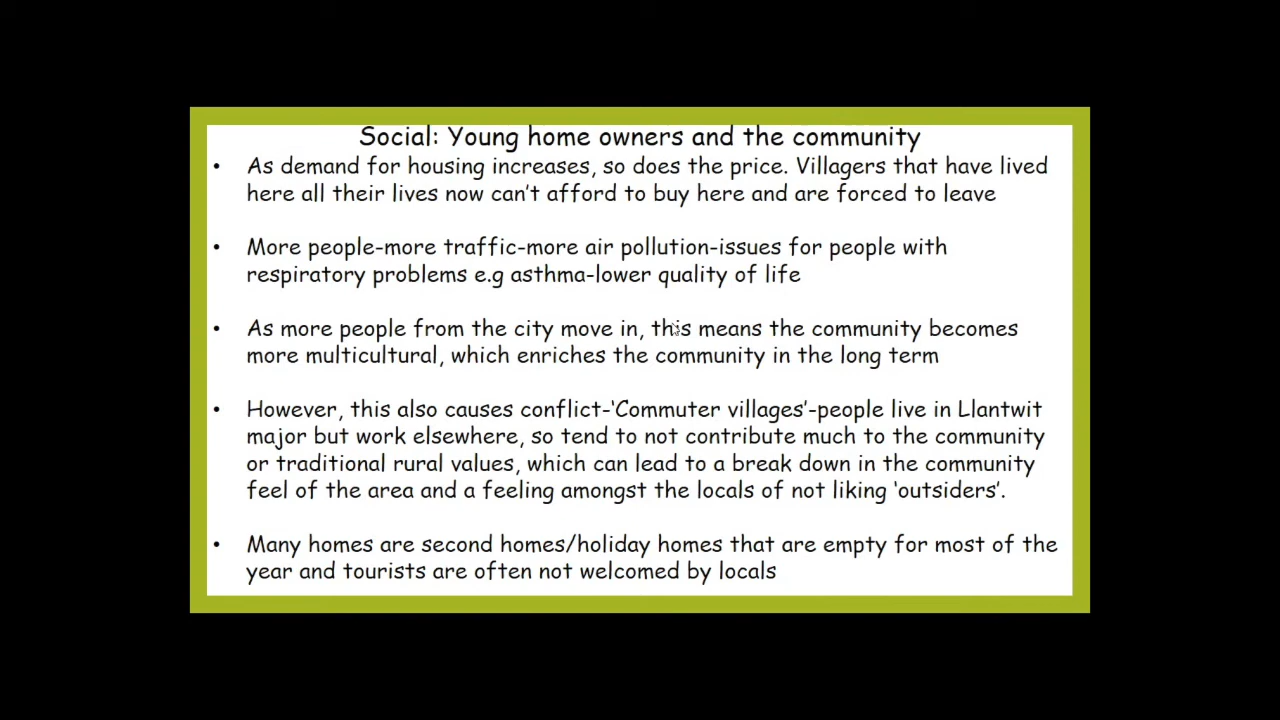 Social: Young home owners and the community
• As demand for housing increases, so does the price. Villagers that have lived
here all their lives now can't afford to buy here and are forced to leave
• More people-more traffic-more air pollution-issues for people with
respiratory problems e.g asthma-lower quality of life
• As more people from the city move in, this means the community becomes
more multicultural, which enriches the community in the long term
• However, this also causes conflict-‘Commuter villages’-people live in Llantwit
major but work elsewhere, so tend to not contribute much to the community
or traditional rural values, which can lead to a break down in the community
feel of the area and a feeling amongst the locals of not liking ‘outsiders’.
• Many homes are second homes/holiday homes that are empty for most of the
year and tourists are often not welcomed by locals